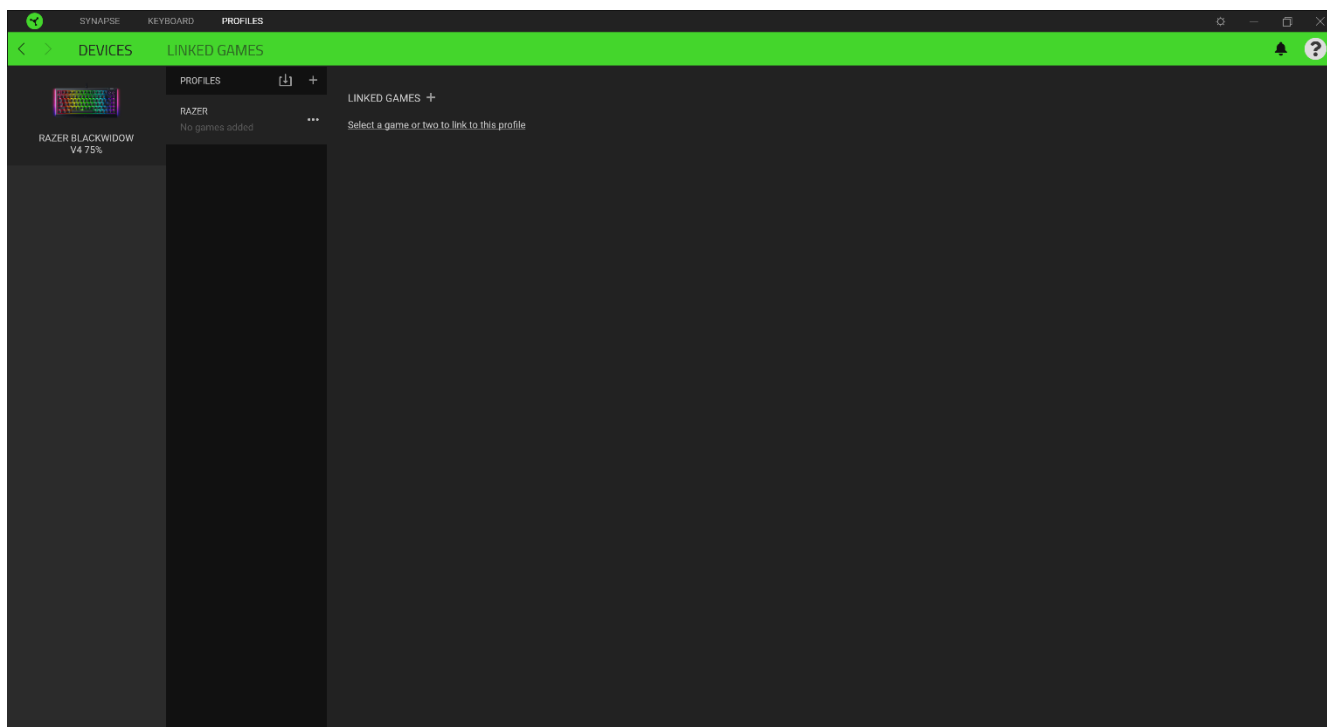 SYNAPSE KEYBOARD PROFILES
DEVICES LINKED GAMES
RAZER BLACKWIDOW
V4 75%
PROFILES
RAZER
No games added
LINKED GAMES
Select a game or two to link to this profile